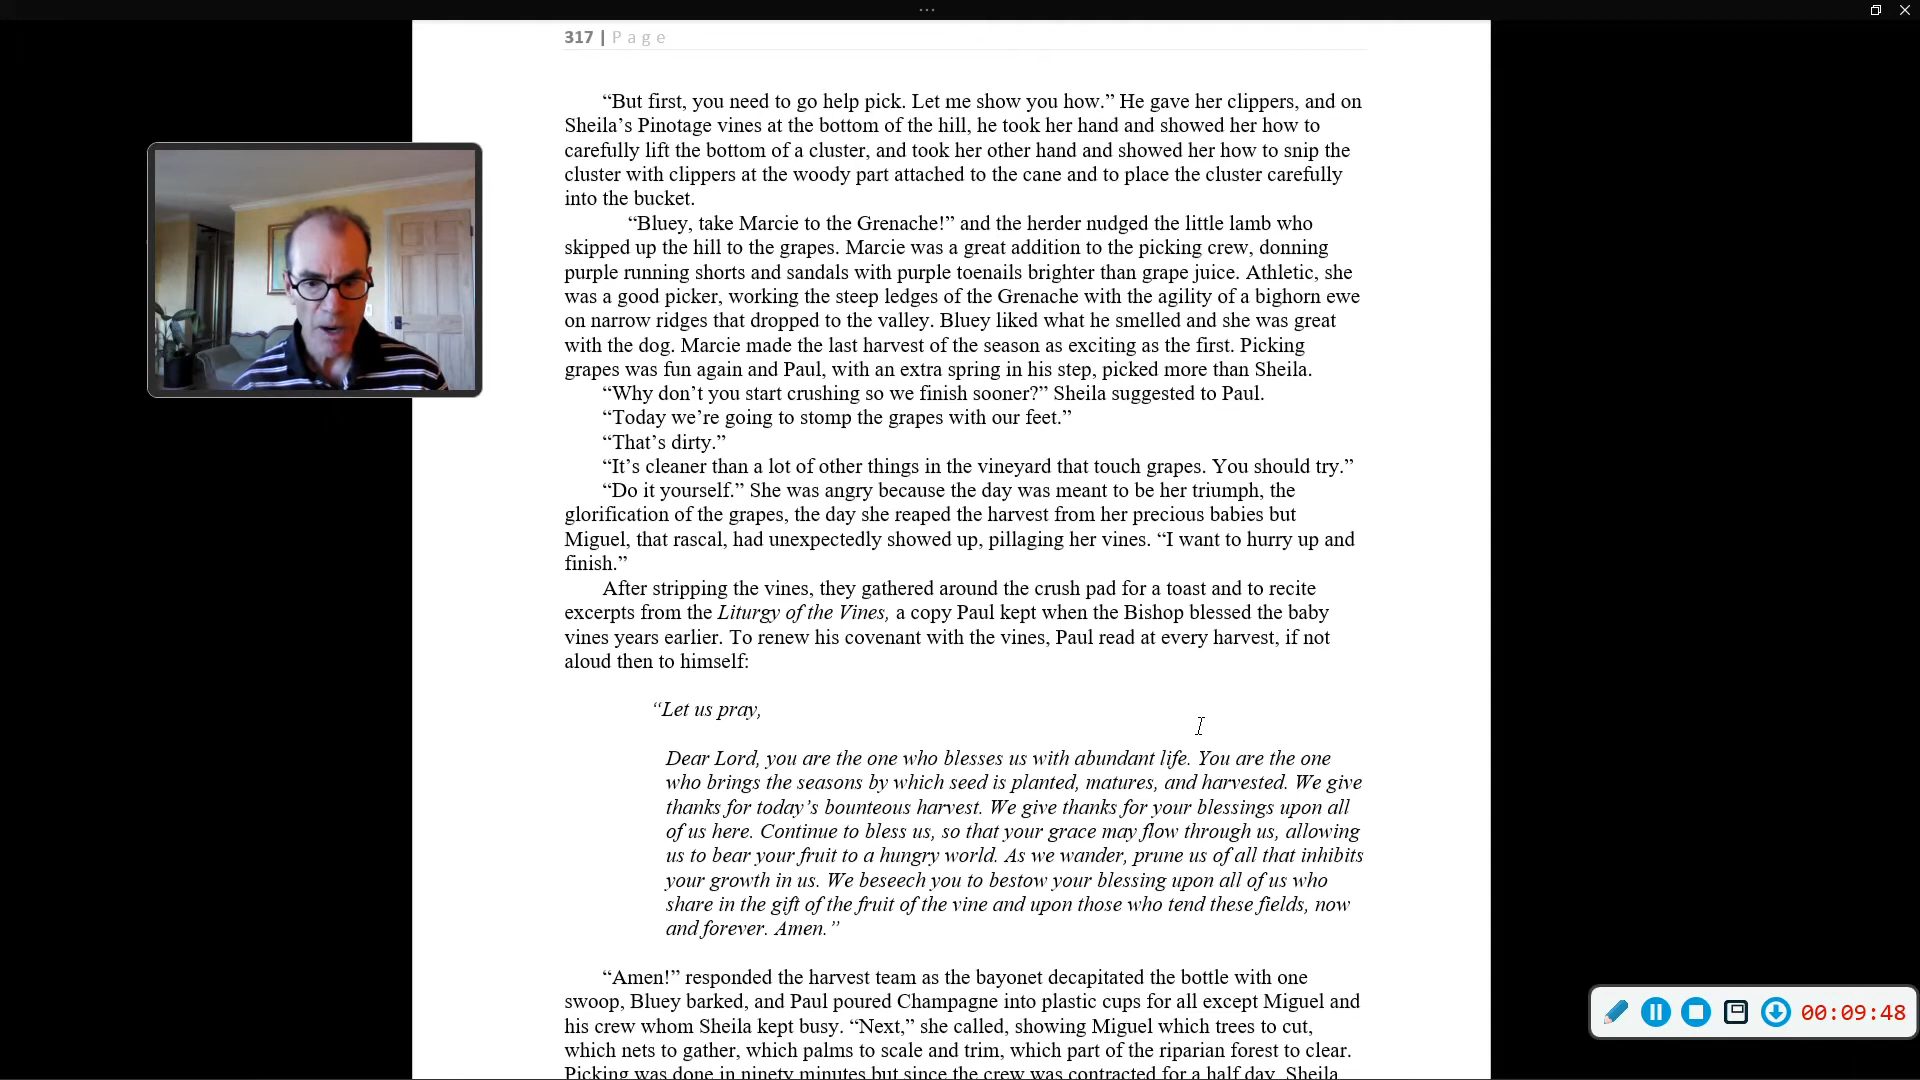 317 | Page
“But first, you need to go help pick. Let me show you how.” He gave her clippers, and on
Sheila’s Pinotage vines at the bottom of the hill, he took her hand and showed her how to
carefully lift the bottom of a cluster, and took her other hand and showed her how to snip the
cluster with clippers at the woody part attached to the cane and to place the cluster carefully
into the bucket.
“Bluey, take Marcie to the Grenache!” and the herder nudged the little lamb who
skipped up the hill to the grapes. Marcie was a great addition to the picking crew, donning
purple running shorts and sandals with purple toenails brighter than grape juice. Athletic, she
was a good picker, working the steep ledges of the Grenache with the agility of a bighorn ewe
on narrow ridges that dropped to the valley. Bluey liked what he smelled and she was great
with the dog. Marcie made the last harvest of the season as exciting as the first. Picking
grapes was fun again and Paul, with an extra spring in his step, picked more than Sheila.
“Why don’t you start crushing so we finish sooner?” Sheila suggested to Paul.
“Today we’re going to stomp the grapes with our feet.”
“That’s dirty.”
“It’s cleaner than a lot of other things in the vineyard that touch grapes. You should try.”
“Do it yourself.” She was angry because the day was meant to be her triumph, the
glorification of the grapes, the day she reaped the harvest from her precious babies but
Miguel, that rascal, had unexpectedly showed up, pillaging her vines. “I want to hurry up and
finish.”
After stripping the vines, they gathered around the crush pad for a toast and to recite
excerpts from the Liturgy of the Vines, a copy Paul kept when the Bishop blessed the baby
vines years earlier. To renew his covenant with the vines, Paul read at every harvest, if not
aloud then to himself:
“Let us pray,
Dear Lord, you are the one who blesses us with abundant life. You are the one
who brings the seasons by which seed is planted, matures, and harvested. We give
thanks for today’s bounteous harvest. We give thanks for your blessings upon all
of us here. Continue to bless us, so that your grace may flow through us, allowing
us to bear your fruit to a hungry world. As we wander, prune us of all that inhibits
your growth in us. We beseech you to bestow your blessing upon all of us who
share in the gift of the fruit of the vine and upon those who tend these fields, now
and forever. Amen.”
“Amen!” responded the harvest team as the bayonet decapitated the bottle with one
swoop, Bluey barked, and Paul poured Champagne into plastic cups for all except Miguel and
his crew whom Sheila kept busy. “Next,” she called, showing Miguel which trees to cut,
which nets to gather, which palms to scale and trim, which part of the riparian forest to clear.
Picking was done in ninety minutes but since the crew was contracted for a half day, Sheila
00:09:48